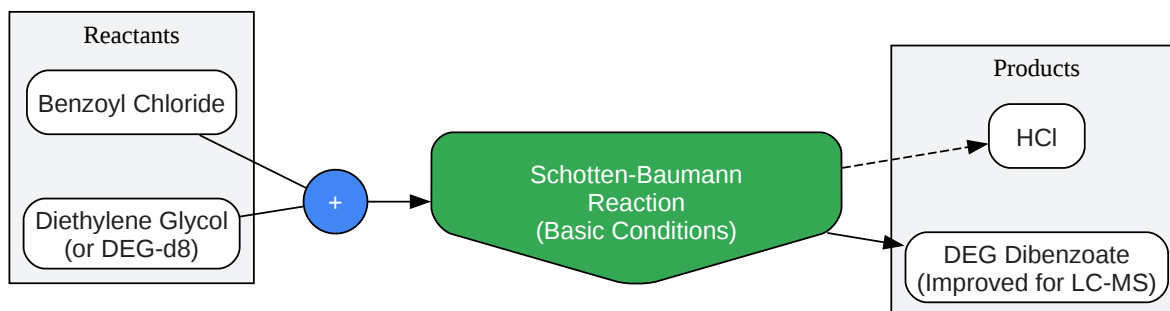 Reactants
Benzoyl Chloride
Diethylene Glycol
(or DEG-d8)
+
Schotten-Baumann
Reaction
(Basic Conditions)
Products
HCl
DEG Dibenzoate
(Improved for LC-MS)